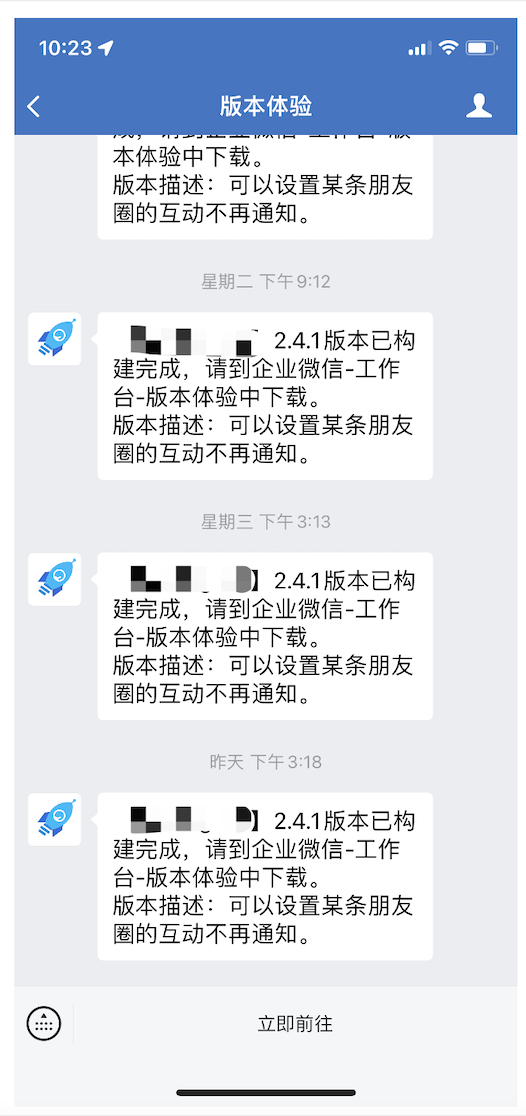 10:23
版本体验
本体验中下载。
版本描述：可以设置某条朋友
圈的互动不再通知。
星期二 下午9:12
2.4.1版本已构
建完成，请到企业微信-工作
台-版本体验中下载。
版本描述：可以设置某条朋友
圈的互动不再通知。
星期三 下午3:13
】2.4.1版本已构
建完成，请到企业微信-工作
台-版本体验中下载。
版本描述：可以设置某条朋友
圈的互动不再通知。
昨天 下午3:18
】2.4.1版本已构
建完成，请到企业微信-工作
台-版本体验中下载。
版本描述：可以设置某条朋友
圈的互动不再通知。
立即前往